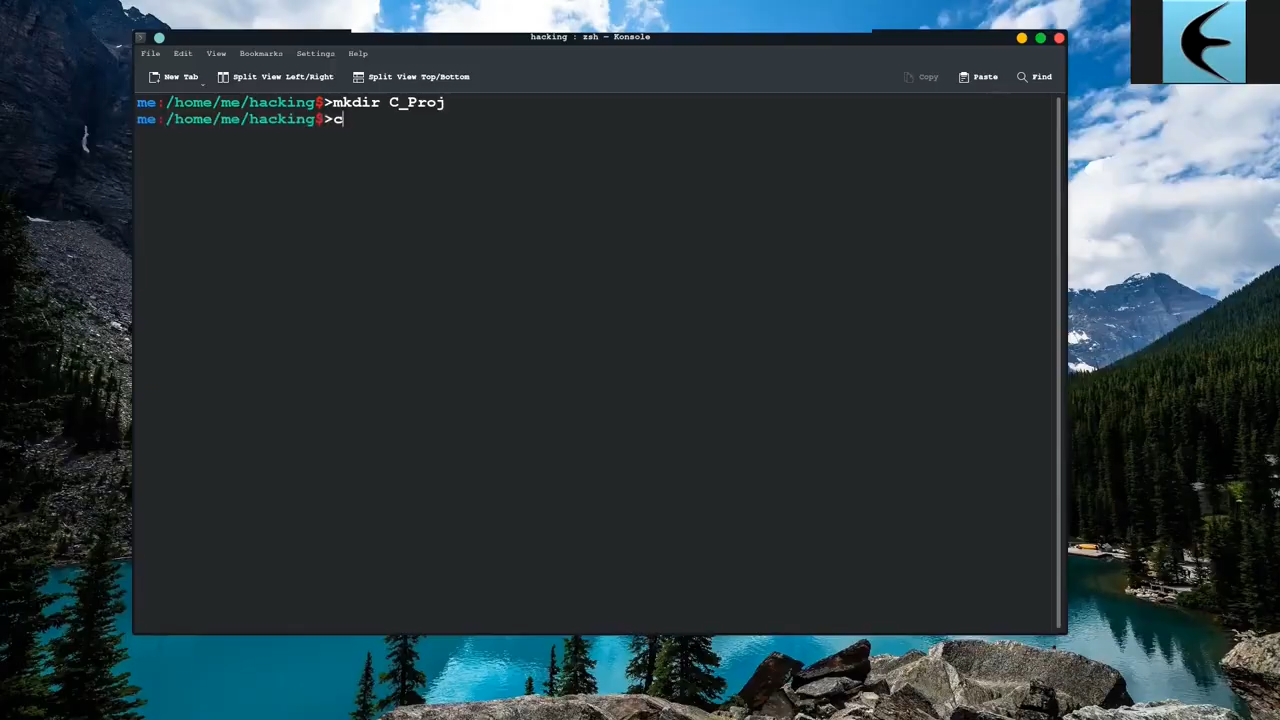 hacking : zsh — Konsole
File Edit View Bookmarks Settings Help
New Tab Split View Left/Right Split View Top/Bottom Copy Paste Find
me:/home/me/hacking$>mkdir C_Proj
me:/home/me/hacking$>c